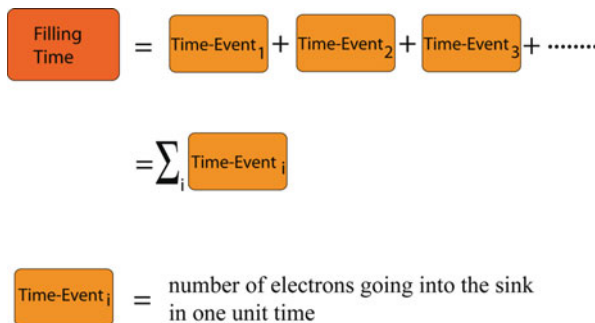 Filling Time = Time-Event₁ + Time-Event₂ + Time-Event₃ + ........
= ∑ᵢ Time-Event ᵢ
Time-Eventᵢ = number of electrons going into the sink
in one unit time